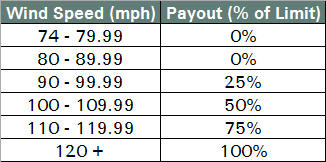 Wind Speed (mph) Payout (% of Limit)
74 - 79.99 0%
80 - 89.99 0%
90 - 99.99 25%
100 - 109.99 50%
110 - 119.99 75%
120 + 100%